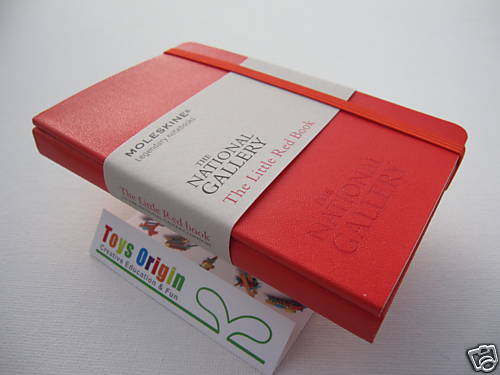 MOLESKINE®
Legendary notebooks
THE
NATIONAL
GALLERY
The Little Red Book
The Little Red book
THE
NATIONAL
GALLERY
Toys Origin
Creative Education & Fun